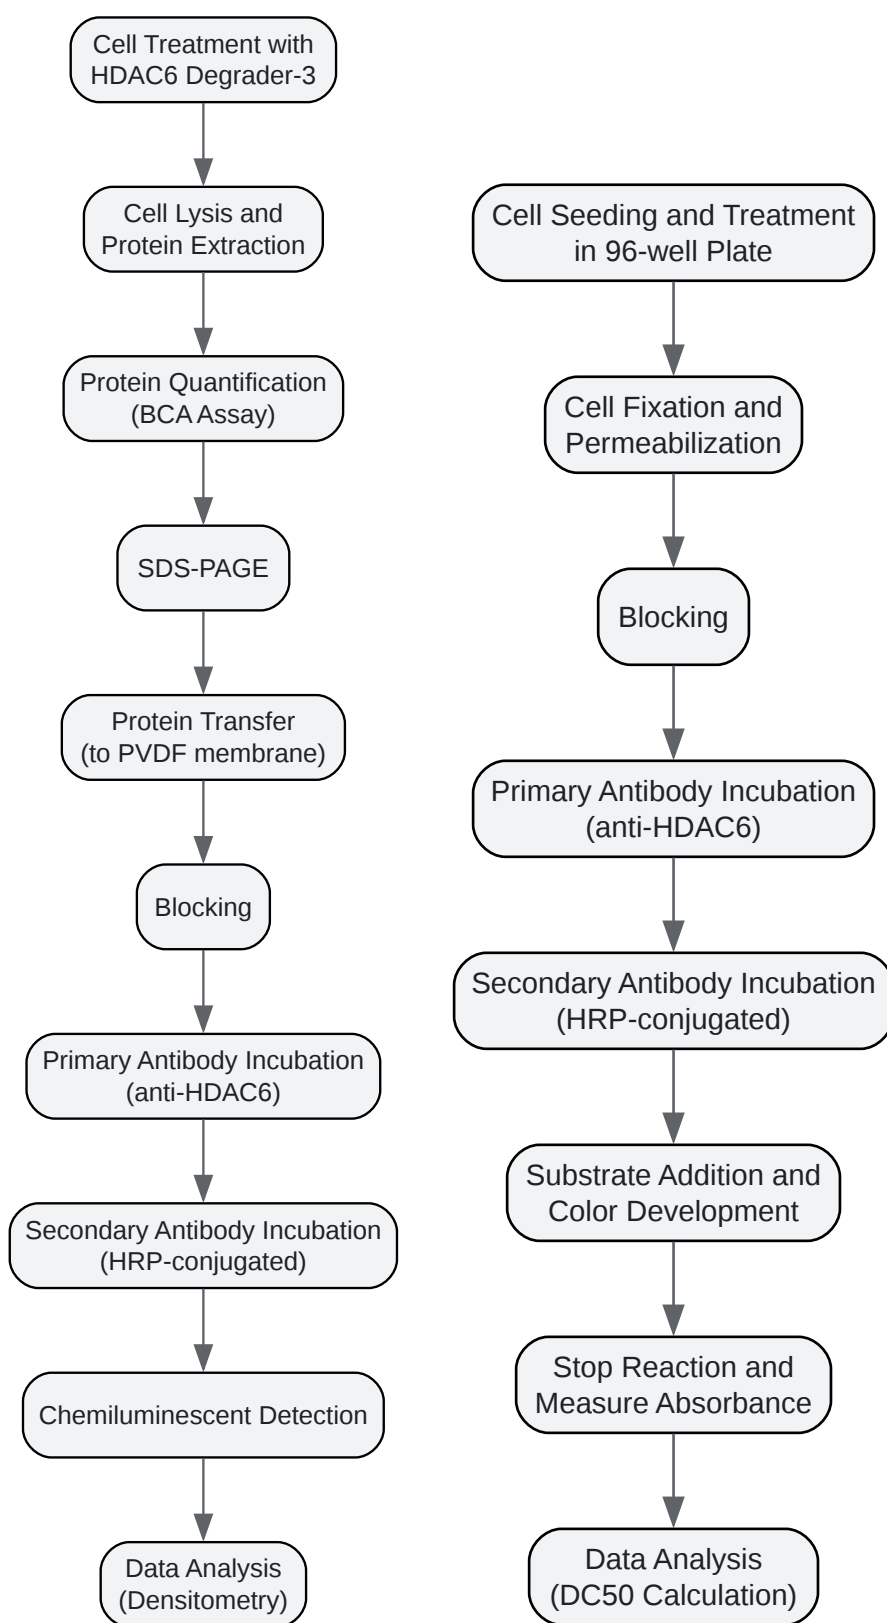 Cell Treatment with
HDAC6 Degrader-3
Cell Lysis and
Protein Extraction
Protein Quantification
(BCA Assay)
SDS-PAGE
Protein Transfer
(to PVDF membrane)
Blocking
Primary Antibody Incubation
(anti-HDAC6)
Secondary Antibody Incubation
(HRP-conjugated)
Chemiluminescent Detection
Data Analysis
(Densitometry)
Cell Seeding and Treatment
in 96-well Plate
Cell Fixation and
Permeabilization
Blocking
Primary Antibody Incubation
(anti-HDAC6)
Secondary Antibody Incubation
(HRP-conjugated)
Substrate Addition and
Color Development
Stop Reaction and
Measure Absorbance
Data Analysis
(DC50 Calculation)